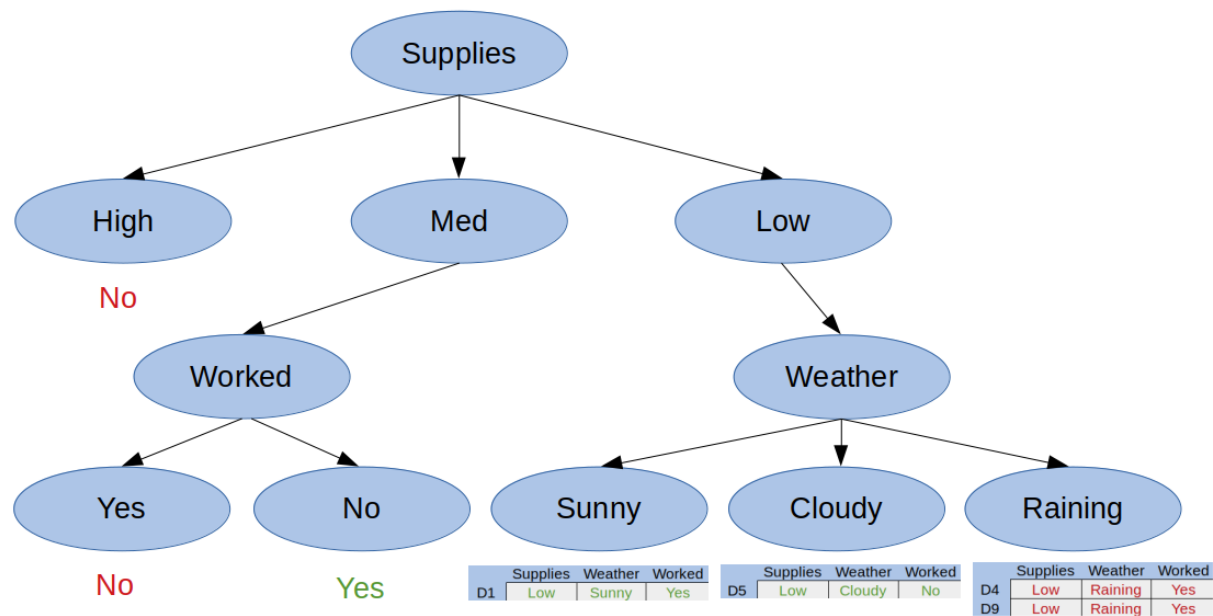 Supplies
High Med Low
No
Worked Weather
Yes No Sunny Cloudy Raining
No Yes
Supplies Weather Worked
D1 Low Sunny Yes
Supplies Weather Worked
D5 Low Cloudy No
Supplies Weather Worked
D4 Low Raining Yes
D9 Low Raining Yes